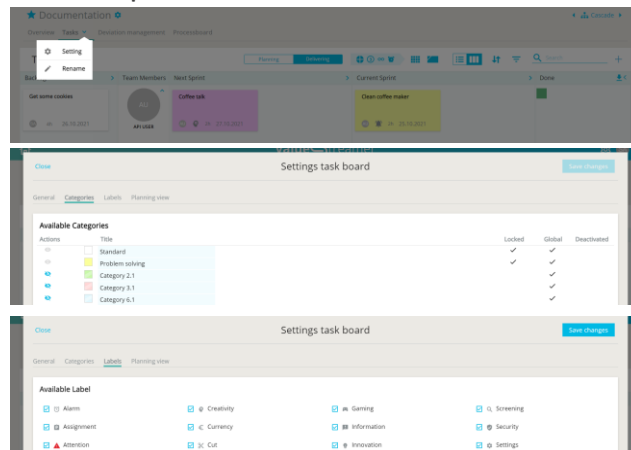 Documentation
Cascade
Overview Tasks Decision management Processboard
Setting
Rename
Planning Delivering
Team Members Next Sprint Current Sprint Done
Get some cookies
Coffee talk
Clean coffee maker
AU
API USER
26.10.2021
27.10.2021
25.10.2021
Close Settings task board Save changes
General Categories Labels Planning view
Available Categories
Actions Title Locked Global Deactivated
Standard
Problem solving
Category 2.1
Category 3.1
Category 6.1
Close Settings task board Save changes
General Categories Labels Planning view
Available Label
Alarm Creativity Gaming Screening
Assignment Currency Information Security
Attention Cut Innovation Settings